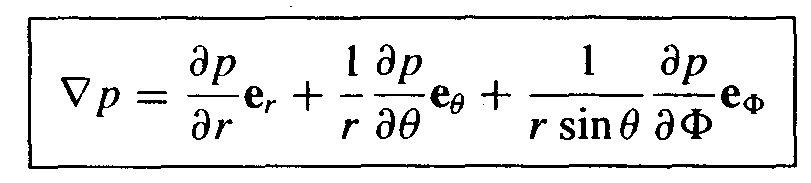 ∇p = ∂p/∂r e_r + 1/r ∂p/∂θ e_θ + 1/(r sin θ) ∂p/∂Φ e_Φ